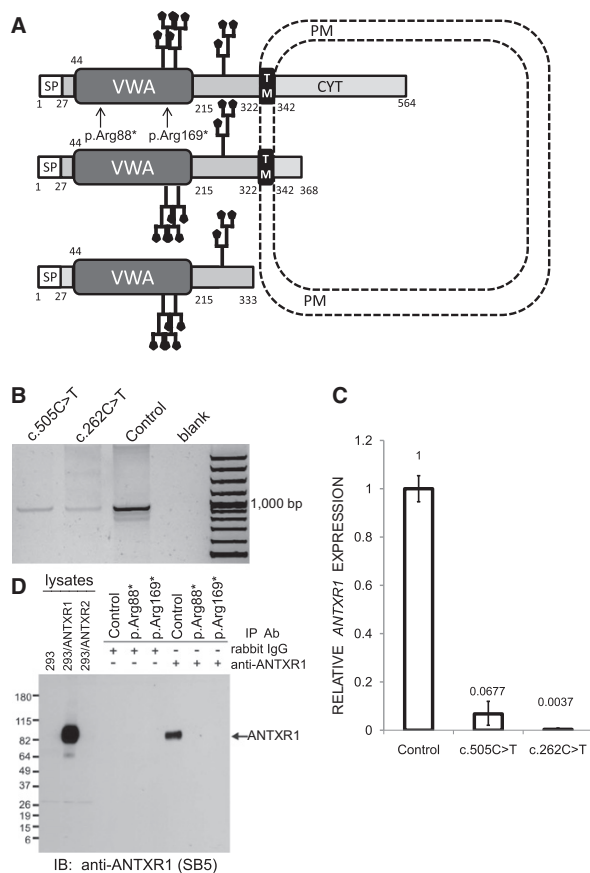 A
PM
44
SP
VWA
TM
CYT
1
27
215
322
342
564
p.Arg88*
p.Arg169*
44
SP
VWA
TM
1
27
215
322
342
368
44
SP
VWA
1
27
215
333
PM
B
c.505C>T
c.262C>T
Control
blank
1,000 bp
C
RELATIVE ANTXR1 EXPRESSION
1.2
1
0.8
0.6
0.4
0.2
0
1
0.0677
0.0037
Control
c.505C>T
c.262C>T
D
lysates
293
293/ANTXR1
293/ANTXR2
Control
p.Arg88*
p.Arg169*
Control
p.Arg88*
p.Arg169*
IP Ab
+ + + - - - rabbit IgG
- - - + + + anti-ANTXR1
180
115
82
64
49
37
26
19
15
6
ANTXR1
IB: anti-ANTXR1 (SB5)